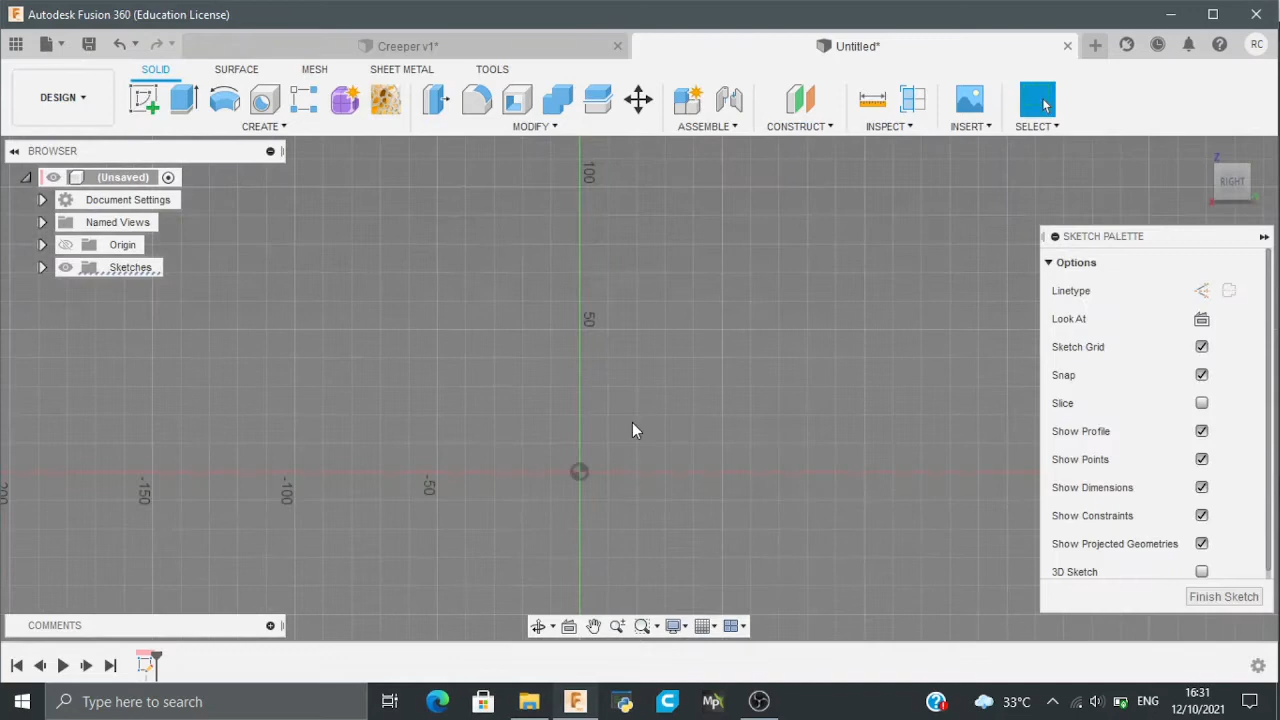 Autodesk Fusion 360 (Education License)
Creeper v1*
Untitled*
RC
SOLID
SURFACE
MESH
SHEET METAL
TOOLS
DESIGN
CREATE
MODIFY
ASSEMBLE
CONSTRUCT
INSPECT
INSERT
SELECT
BROWSER
(Unsaved)
Document Settings
Named Views
Origin
Sketches
100
50
-50
-100
-150
200
Z
RIGHT
SKETCH PALETTE
Options
Linetype
Look At
Sketch Grid
Snap
Slice
Show Profile
Show Points
Show Dimensions
Show Constraints
Show Projected Geometries
3D Sketch
Finish Sketch
COMMENTS
Type here to search
33°C
ENG
16:31
12/10/2021